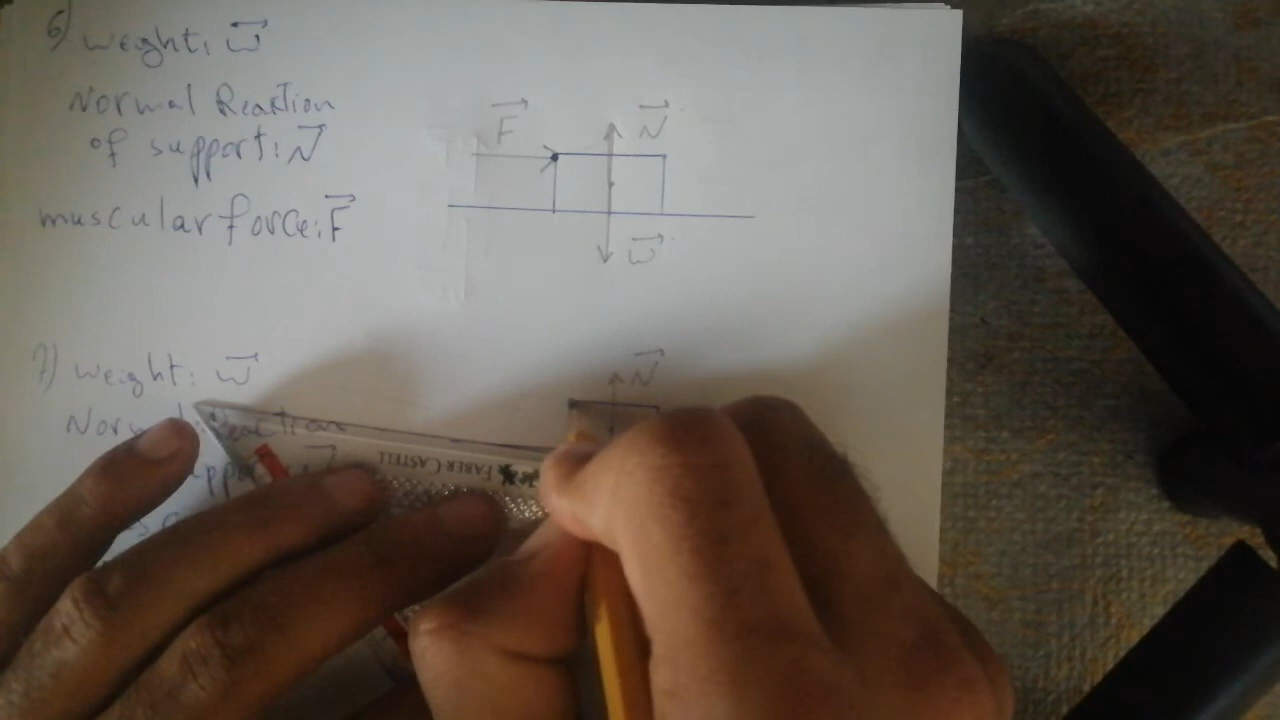 6) weight: w
Normal Reaction
of support: N
muscular force: F
F
N
w
7) weight: w
N
FABER-CASTELL